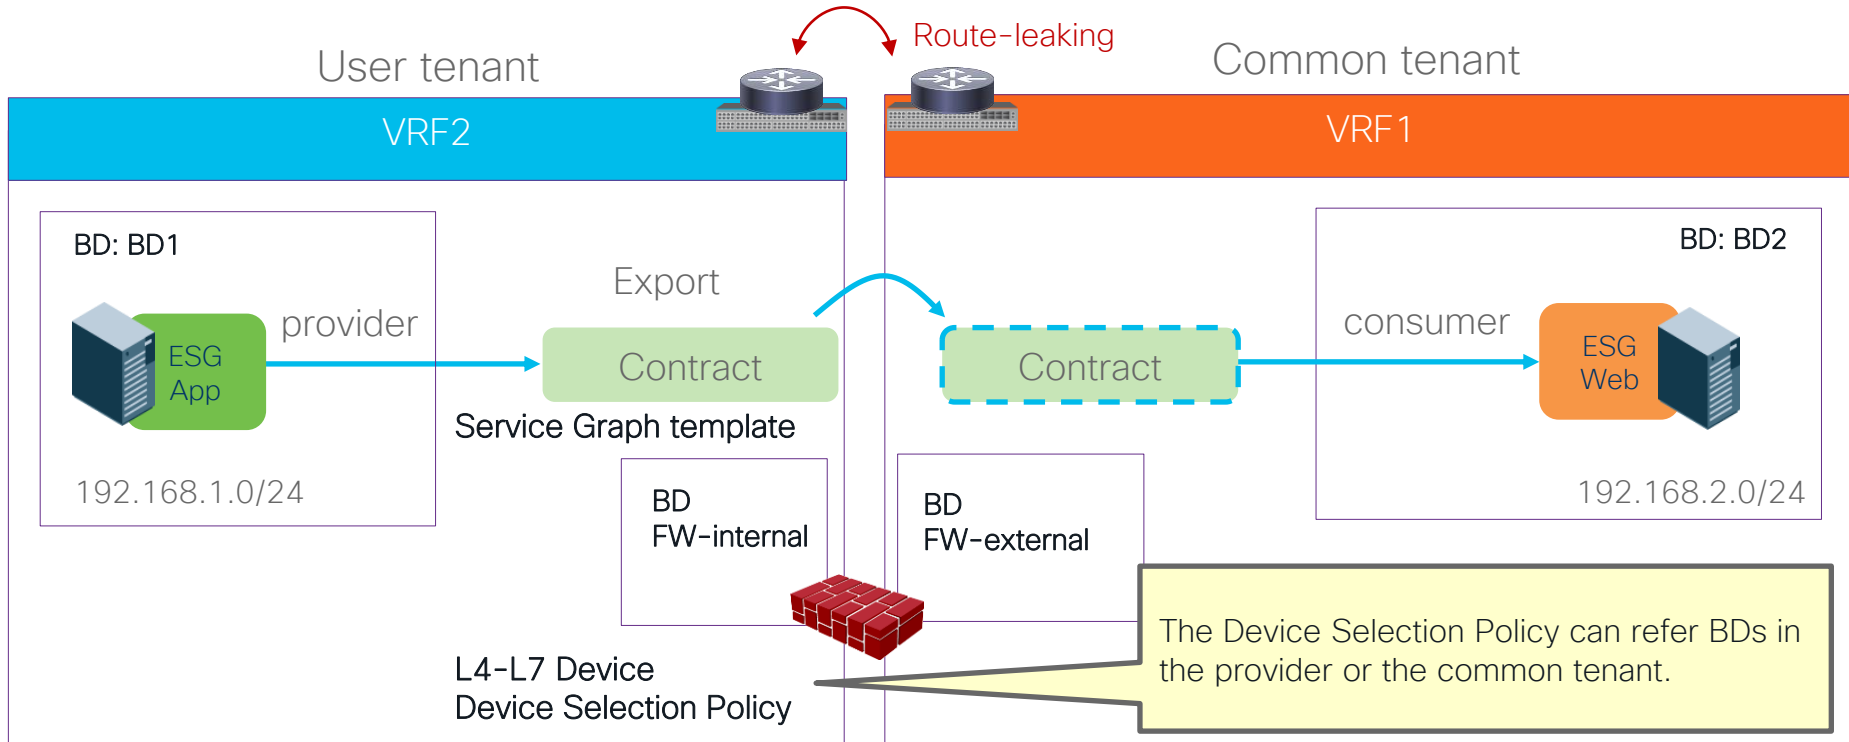 Route-leaking
User tenant
Common tenant
VRF2
VRF1
BD: BD1
BD: BD2
Export
provider
consumer
ESG
App
Contract
Contract
ESG
Web
Service Graph template
192.168.1.0/24
192.168.2.0/24
BD
FW-internal
BD
FW-external
L4-L7 Device
Device Selection Policy
The Device Selection Policy can refer BDs in
the provider or the common tenant.